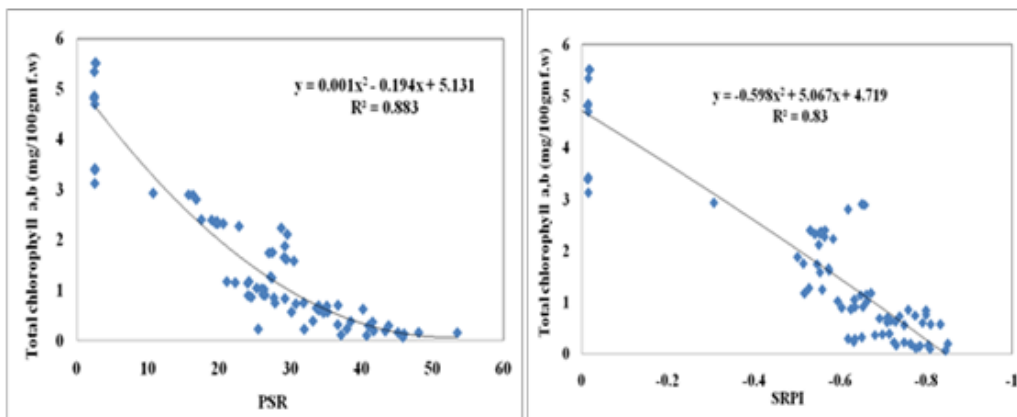 Total chlorophyll a,b (mg/100gm f.w)
6
5
4
3
2
1
0
y = 0.001x² - 0.194x + 5.131
R² = 0.883
0 10 20 30 40 50 60
PSR
Total chlorophyll a,b (mg/100gm f.w)
6
5
4
3
2
1
0
y = -0.598x² + 5.067x + 4.719
R² = 0.83
0 -0.2 -0.4 -0.6 -0.8 -1
SRPI